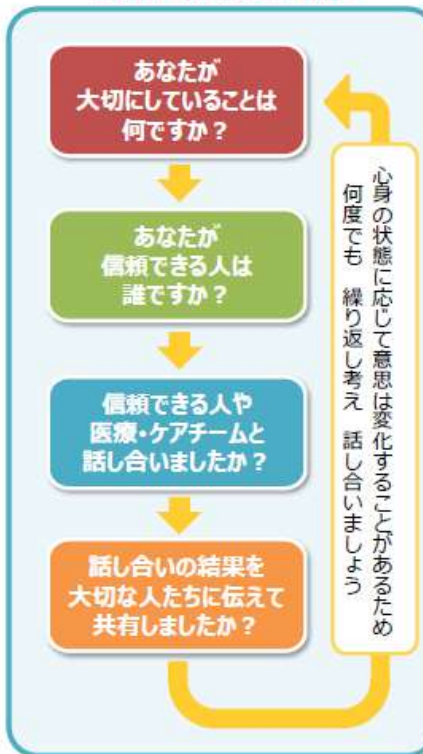 あなたが
大切にしていることは
何ですか？
あなたが
信頼できる人は
誰ですか？
信頼できる人や
医療・ケアチームと
話し合いましたか？
話し合いの結果を
大切な人たちに伝えて
共有しましたか？
心身の状態に応じて意思は変化することがあるため
何度でも 繰り返し考え 話し合いましょう